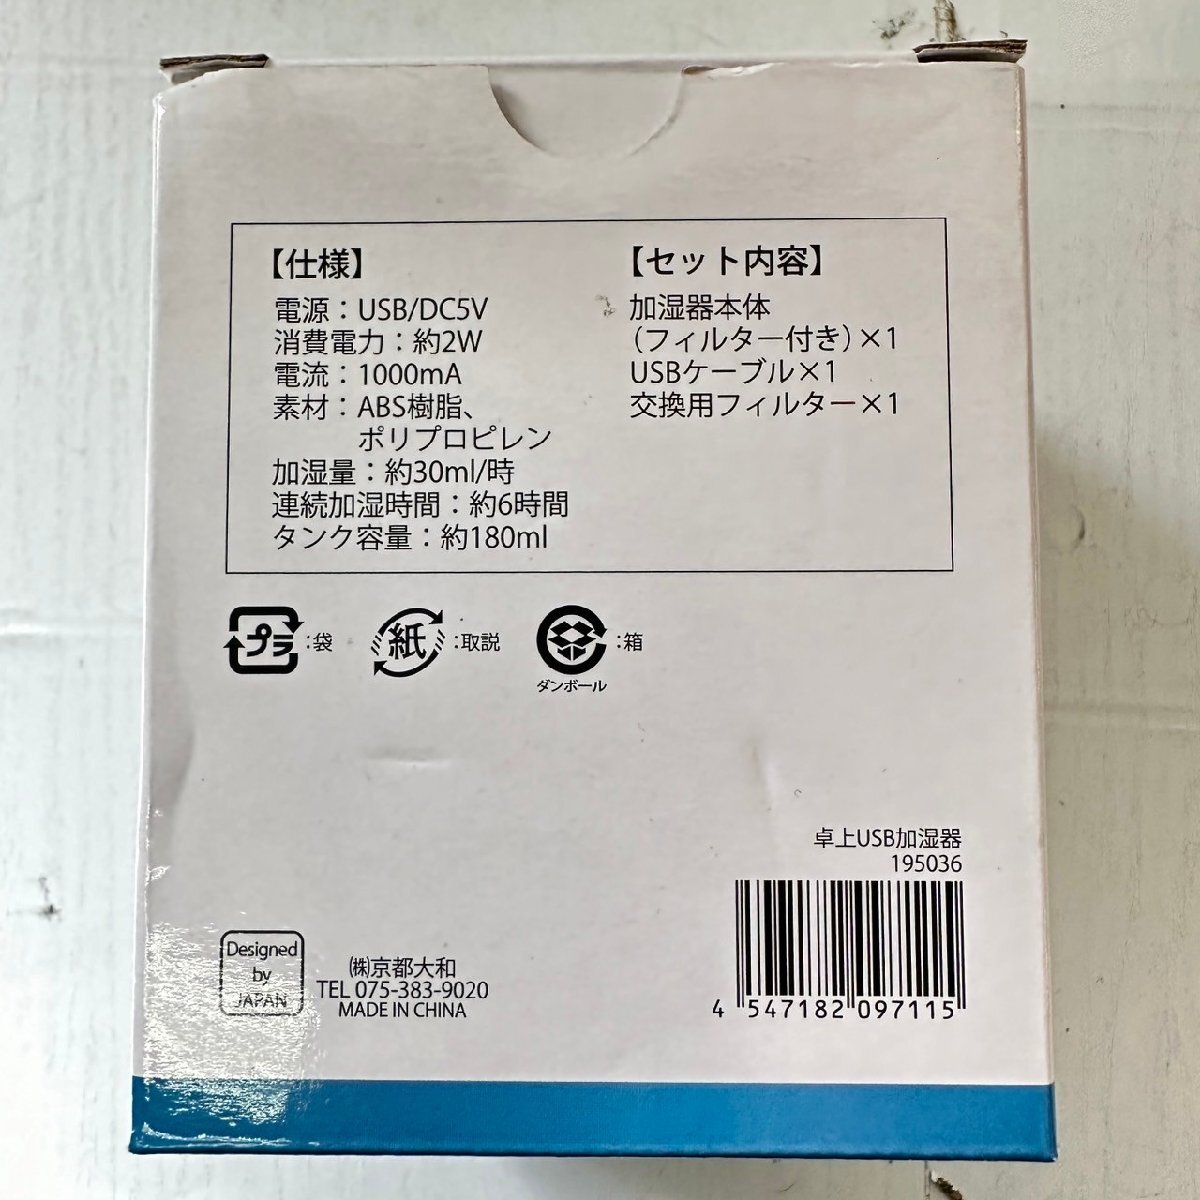 【仕様】
電源：USB/DC5V
消費電力：約2W
電流：1000mA
素材：ABS樹脂、
ポリプロピレン
加湿量：約30ml/時
連続加湿時間：約6時間
タンク容量：約180ml
【セット内容】
加湿器本体
（フィルター付き）×1
USBケーブル×1
交換用フィルター×1
プラ：袋
紙：取説
：箱
ダンボール
卓上USB加湿器
195036
4 547182 097115
Designed
by
JAPAN
㈱京都大和
TEL 075-383-9020
MADE IN CHINA